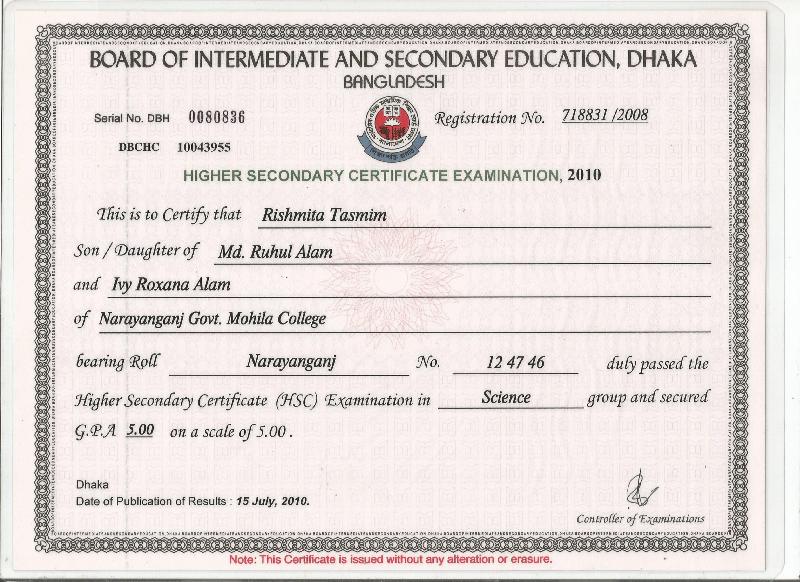 BOARD OF INTERMEDIATE AND SECONDARY EDUCATION, DHAKA
BANGLADESH
Serial No. DBH 0080836
Registration No. 718831 /2008
DBCHC 10043955
HIGHER SECONDARY CERTIFICATE EXAMINATION, 2010
This is to Certify that Rishmita Tasmim
Son / Daughter of Md. Ruhul Alam
and Ivy Roxana Alam
of Narayanganj Govt. Mohila College
bearing Roll Narayanganj No. 12 47 46 duly passed the
Higher Secondary Certificate (HSC) Examination in Science group and secured
G.P.A 5.00 on a scale of 5.00 .
Dhaka
Date of Publication of Results : 15 July, 2010.
Controller of Examinations
Note: This Certificate is issued without any alteration or erasure.